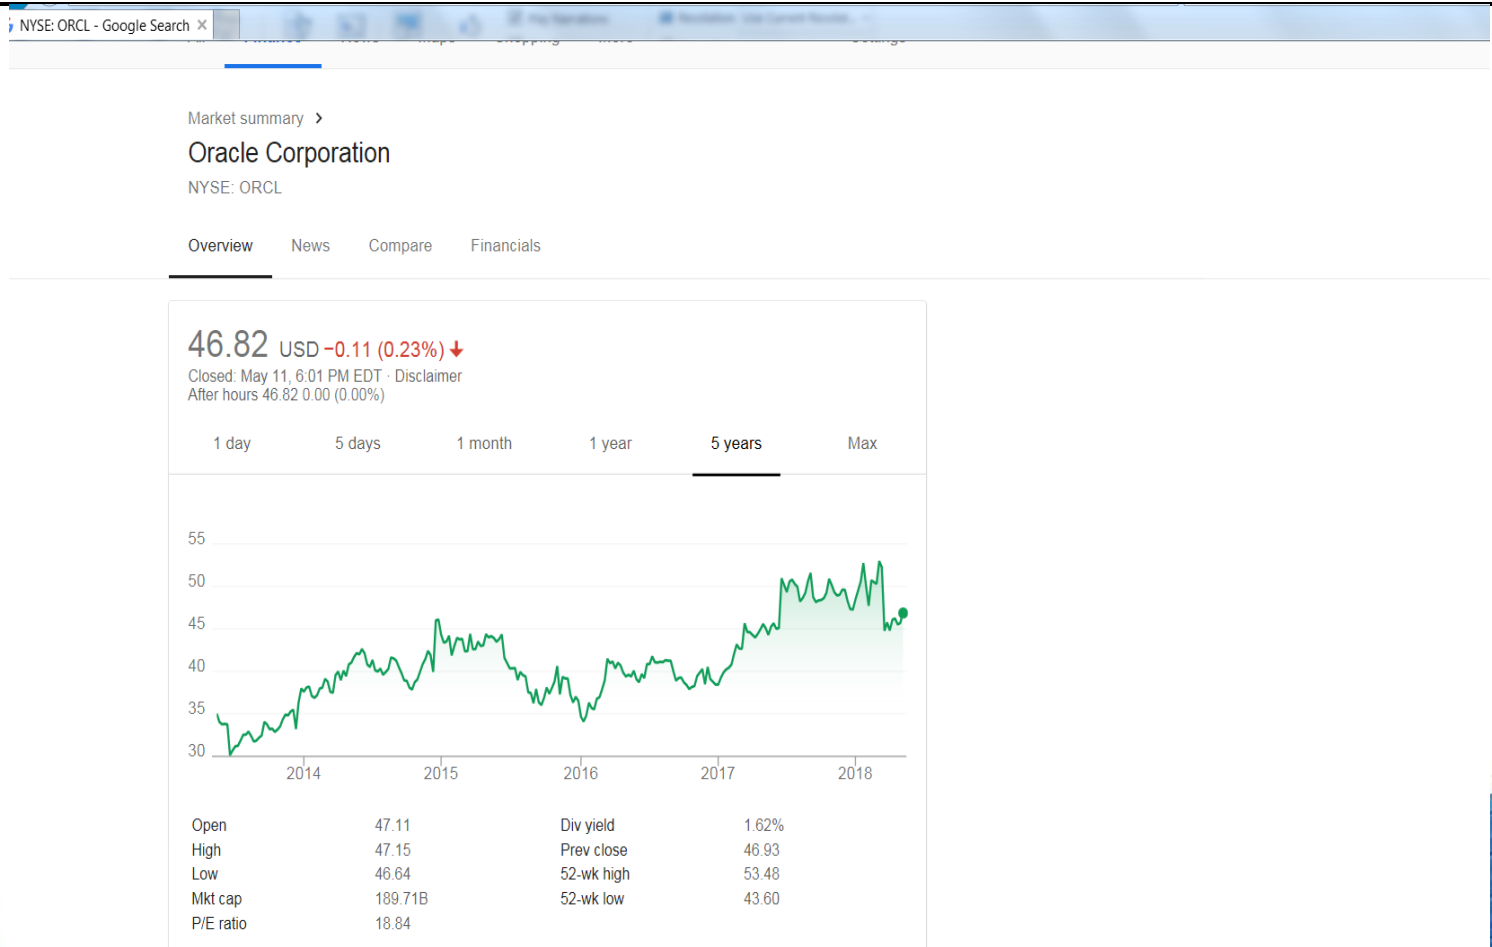 NYSE: ORCL - Google Search
Market summary
Oracle Corporation
NYSE: ORCL
Overview News Compare Financials
46.82 USD −0.11 (0.23%)
Closed: May 11, 6:01 PM EDT · Disclaimer
After hours 46.82 0.00 (0.00%)
1 day 5 days 1 month 1 year 5 years Max
55
50
45
40
35
30
2014 2015 2016 2017 2018
Open 47.11 Div yield 1.62%
High 47.15 Prev close 46.93
Low 46.64 52-wk high 53.48
Mkt cap 189.71B 52-wk low 43.60
P/E ratio 18.84